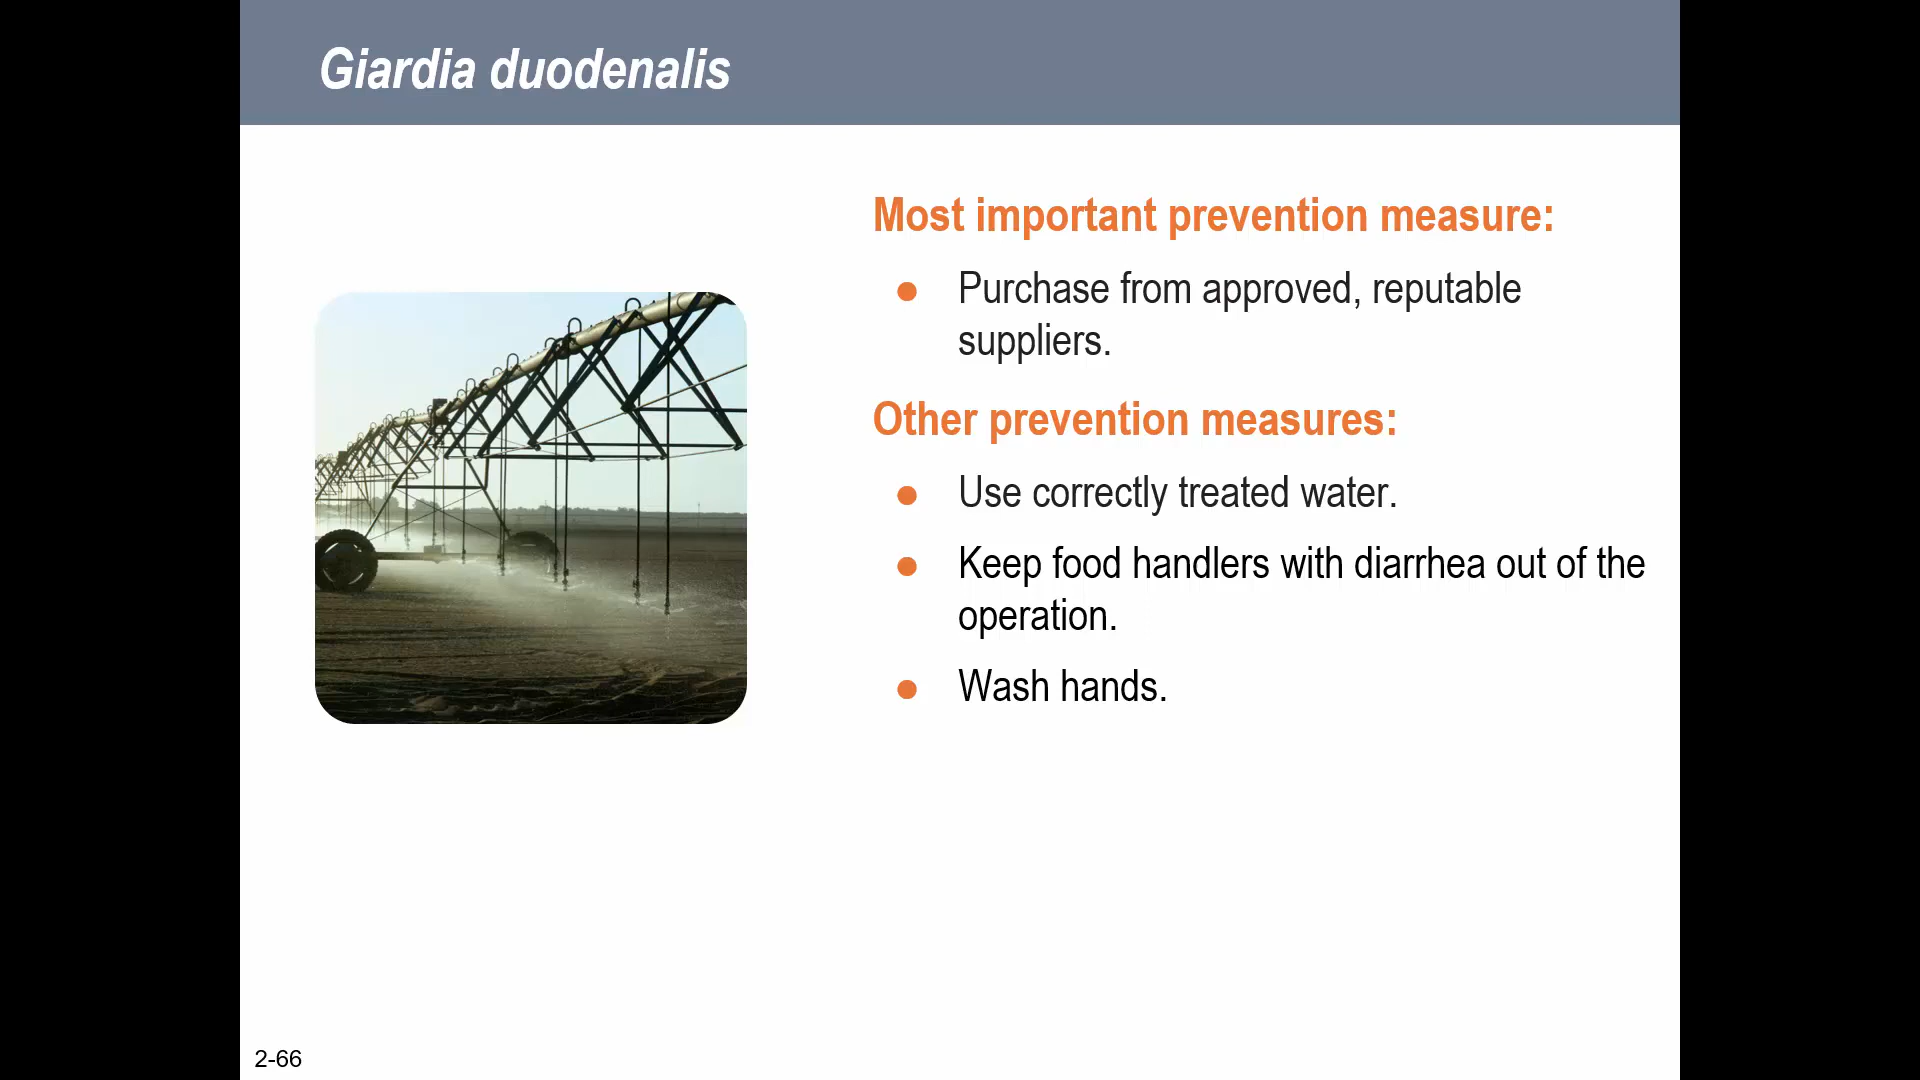 Giardia duodenalis
Most important prevention measure:
● Purchase from approved, reputable
suppliers.
Other prevention measures:
● Use correctly treated water.
● Keep food handlers with diarrhea out of the
operation.
● Wash hands.
2-66